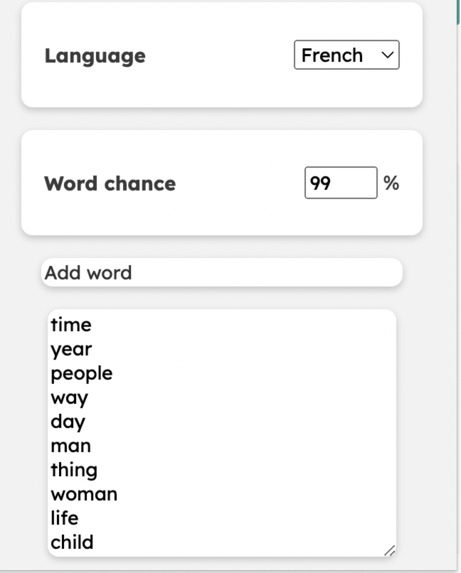 Language French
Word chance 99 %
Add word
time
year
people
way
day
man
thing
woman
life
child